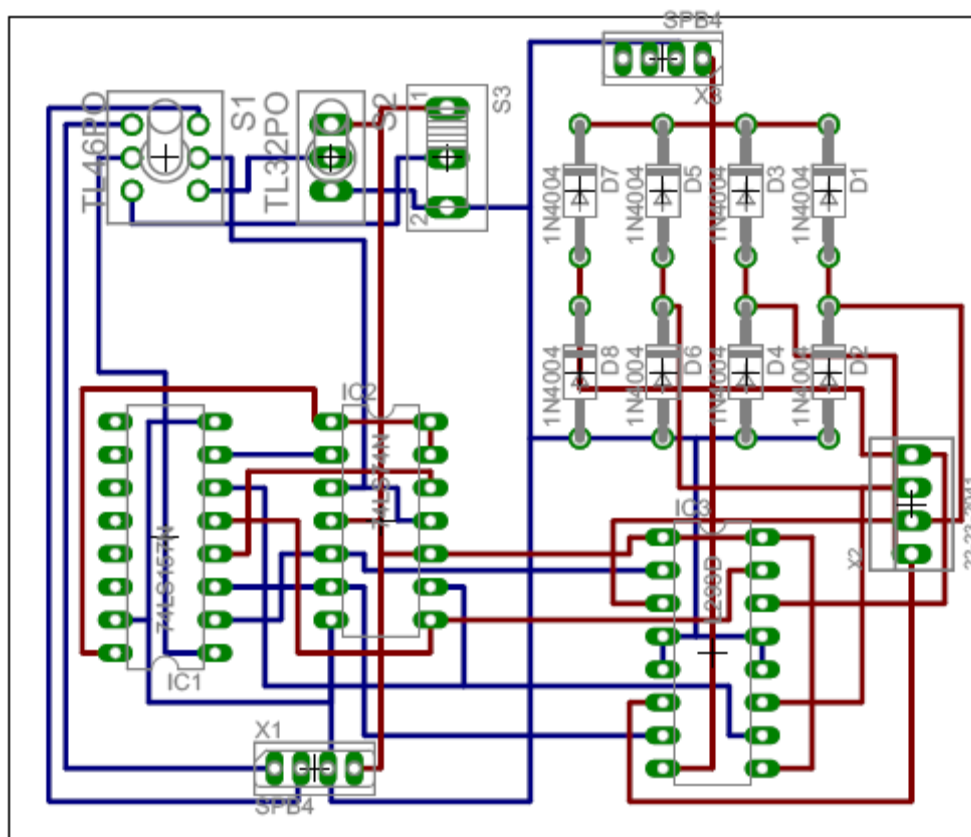 SPB4
X3
TL46PO
S1
TL32PO
S2
1
2
S3
1N4004
D7
1N4004
D5
1N4004
D3
1N4004
D1
1N4004
D8
1N4004
D6
1N4004
D4
1N4004
D2
IC2
74LS74N
74LS157N
IC1
IC3
X2
X1
SPB4